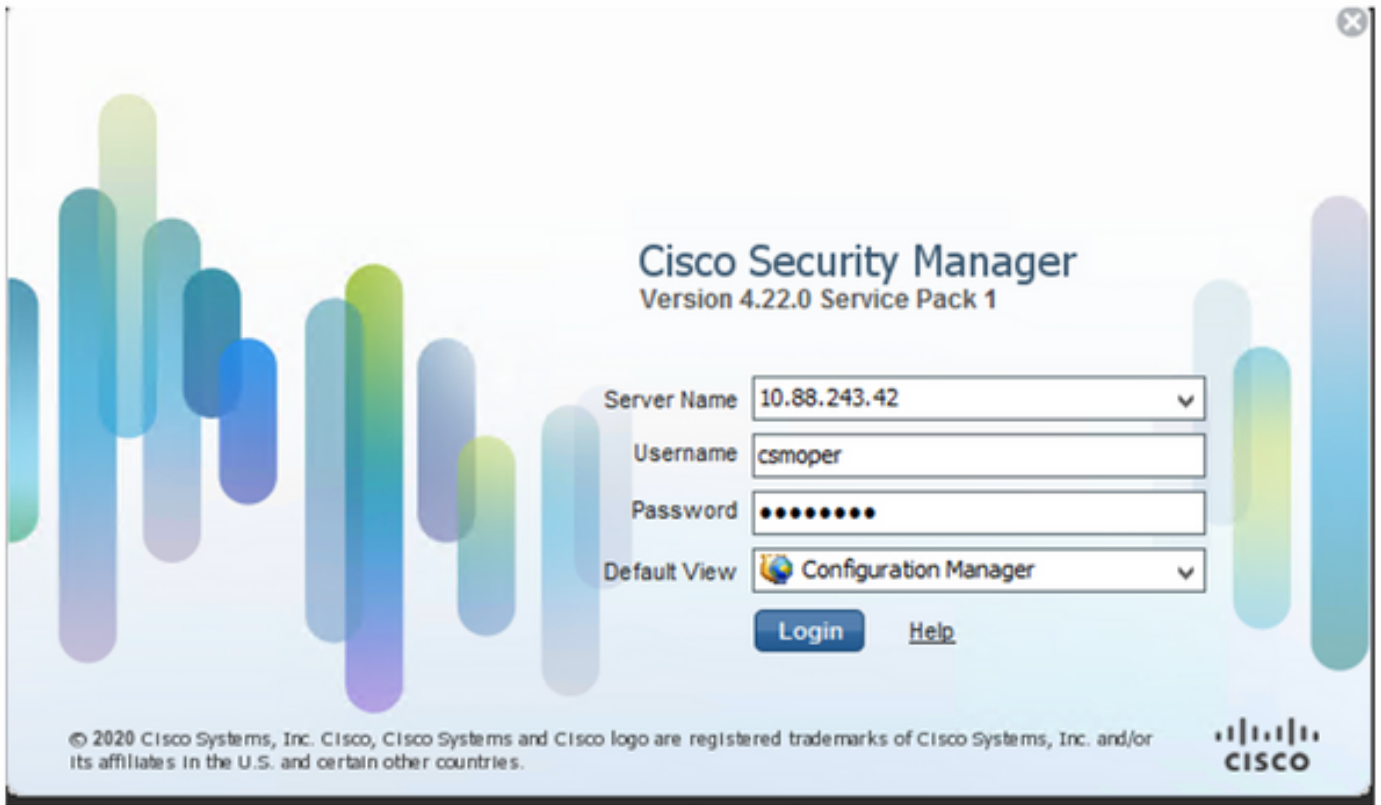 Cisco Security Manager
Version 4.22.0 Service Pack 1
Server Name 10.88.243.42
Username csmoper
Password ••••••••
Default View Configuration Manager
Login Help
© 2020 Cisco Systems, Inc. Cisco, Cisco Systems and Cisco logo are registered trademarks of Cisco Systems, Inc. and/or
its affiliates in the U.S. and certain other countries.
CISCO